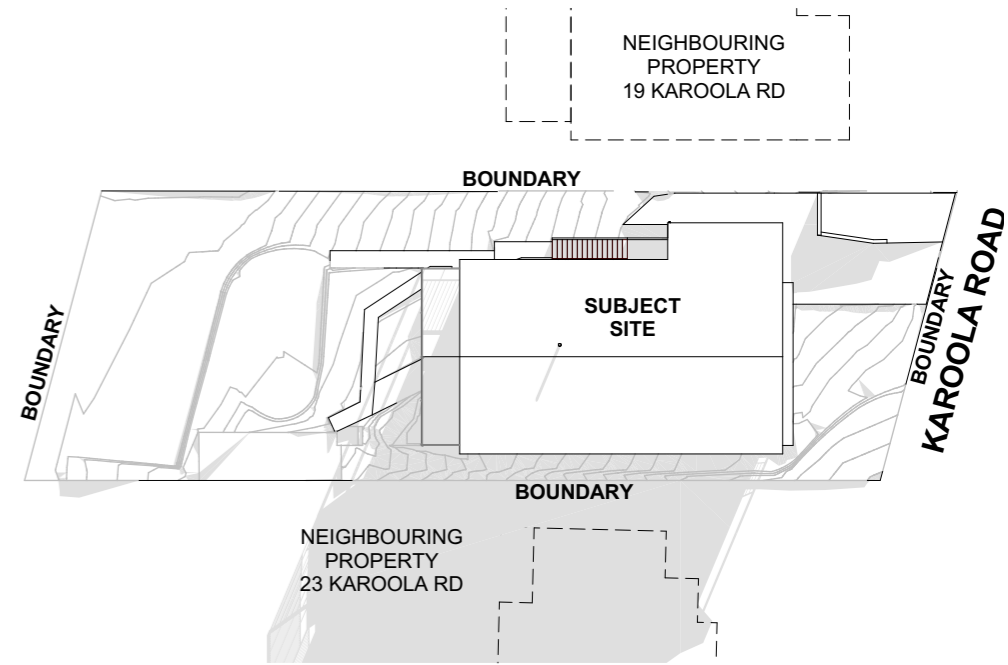 NEIGHBOURING
PROPERTY
19 KAROOLA RD
BOUNDARY
SUBJECT
SITE
BOUNDARY
BOUNDARY
KAROOLA ROAD
BOUNDARY
NEIGHBOURING
PROPERTY
23 KAROOLA RD